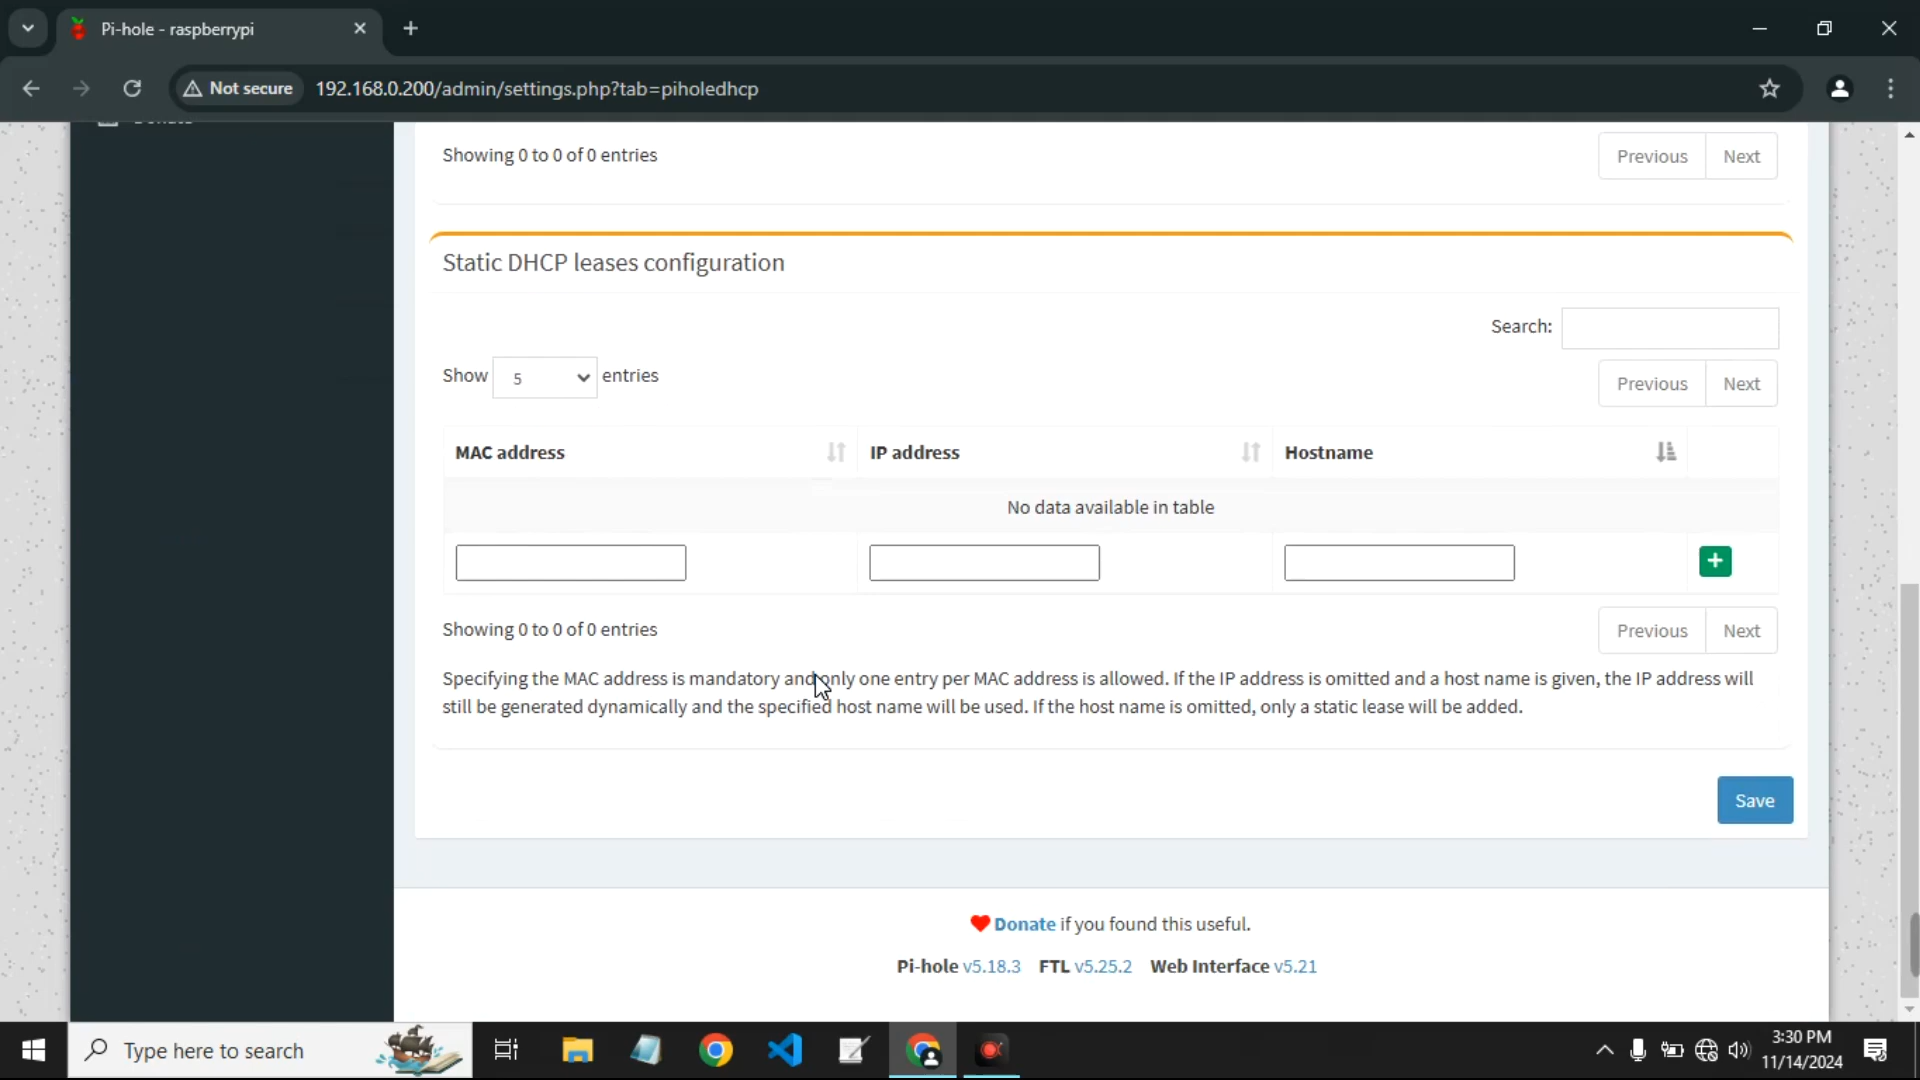 Pi-hole - raspberrypi
Not secure
192.168.0.200/admin/settings.php?tab=piholedhcp
Showing 0 to 0 of 0 entries
Previous Next
Static DHCP leases configuration
Search:
Show 5 entries
Previous Next
MAC address IP address Hostname
No data available in table
Showing 0 to 0 of 0 entries
Previous Next
Specifying the MAC address is mandatory and only one entry per MAC address is allowed. If the IP address is omitted and a host name is given, the IP address will
still be generated dynamically and the specified host name will be used. If the host name is omitted, only a static lease will be added.
Save
Donate if you found this useful.
Pi-hole v5.18.3 FTL v5.25.2 Web Interface v5.21
Type here to search
3:30 PM
11/14/2024